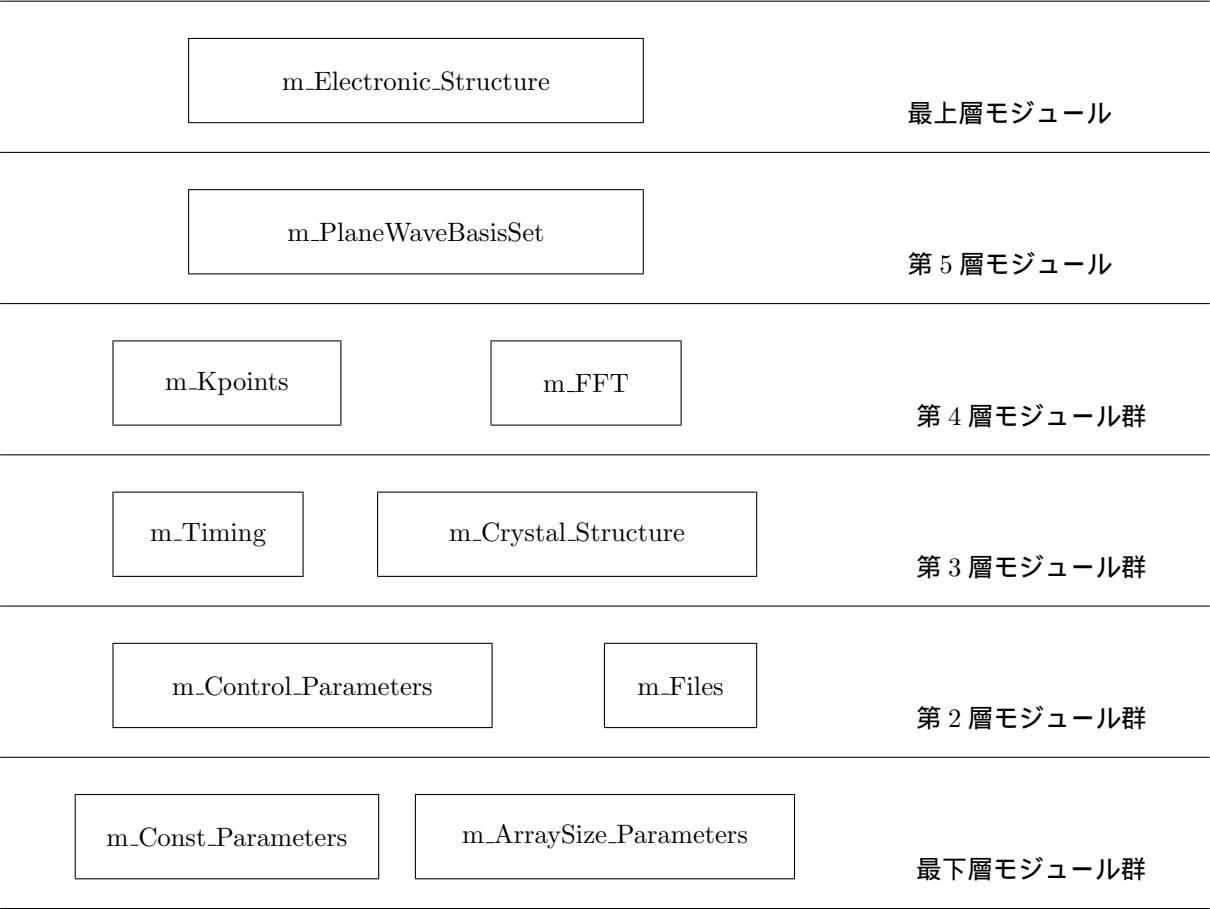 m_Electronic_Structure
最上層モジュール
m_PlaneWaveBasisSet
第 5 層モジュール
m_Kpoints
m_FFT
第 4 層モジュール群
m_Timing
m_Crystal_Structure
第 3 層モジュール群
m_Control_Parameters
m_Files
第 2 層モジュール群
m_Const_Parameters
m_ArraySize_Parameters
最下層モジュール群